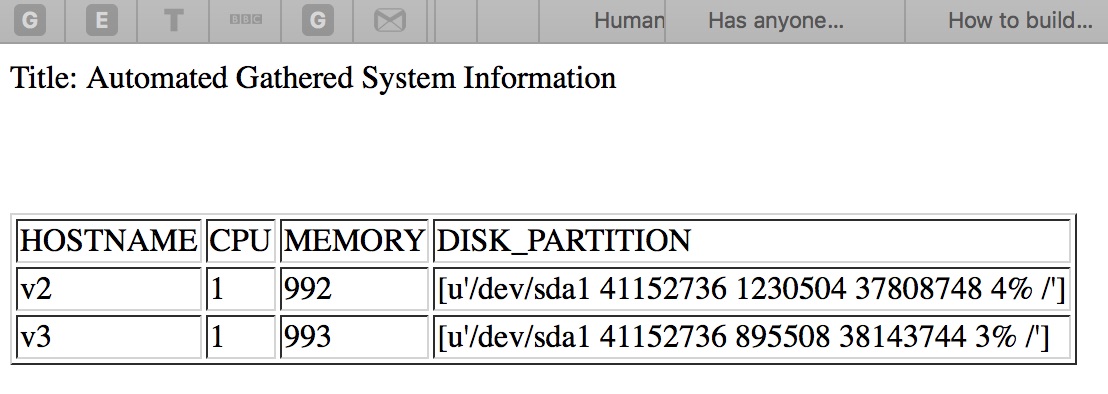 G E T BBC G Human Has anyone... How to build...
Title: Automated Gathered System Information
HOSTNAME CPU MEMORY DISK_PARTITION
v2 1 992 [u'/dev/sda1 41152736 1230504 37808748 4% /']
v3 1 993 [u'/dev/sda1 41152736 895508 38143744 3% /']